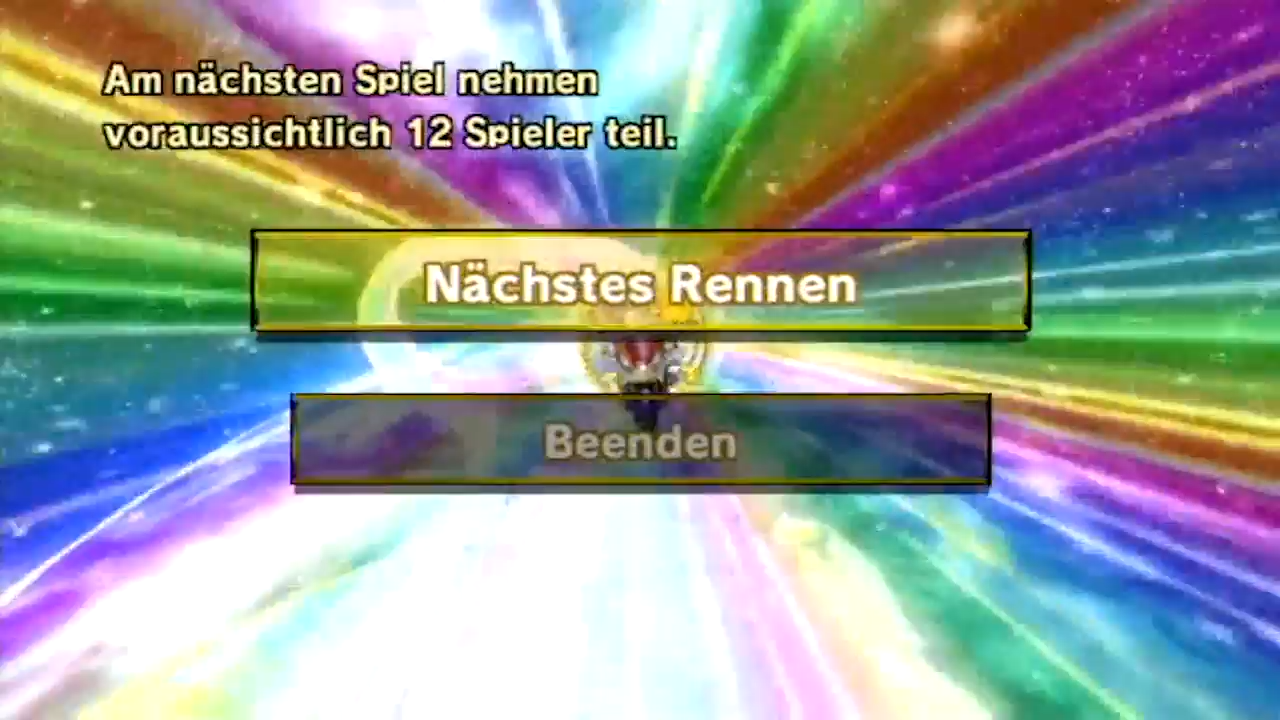 Am nächsten Spiel nehmen
voraussichtlich 12 Spieler teil.
Nächstes Rennen
Beenden